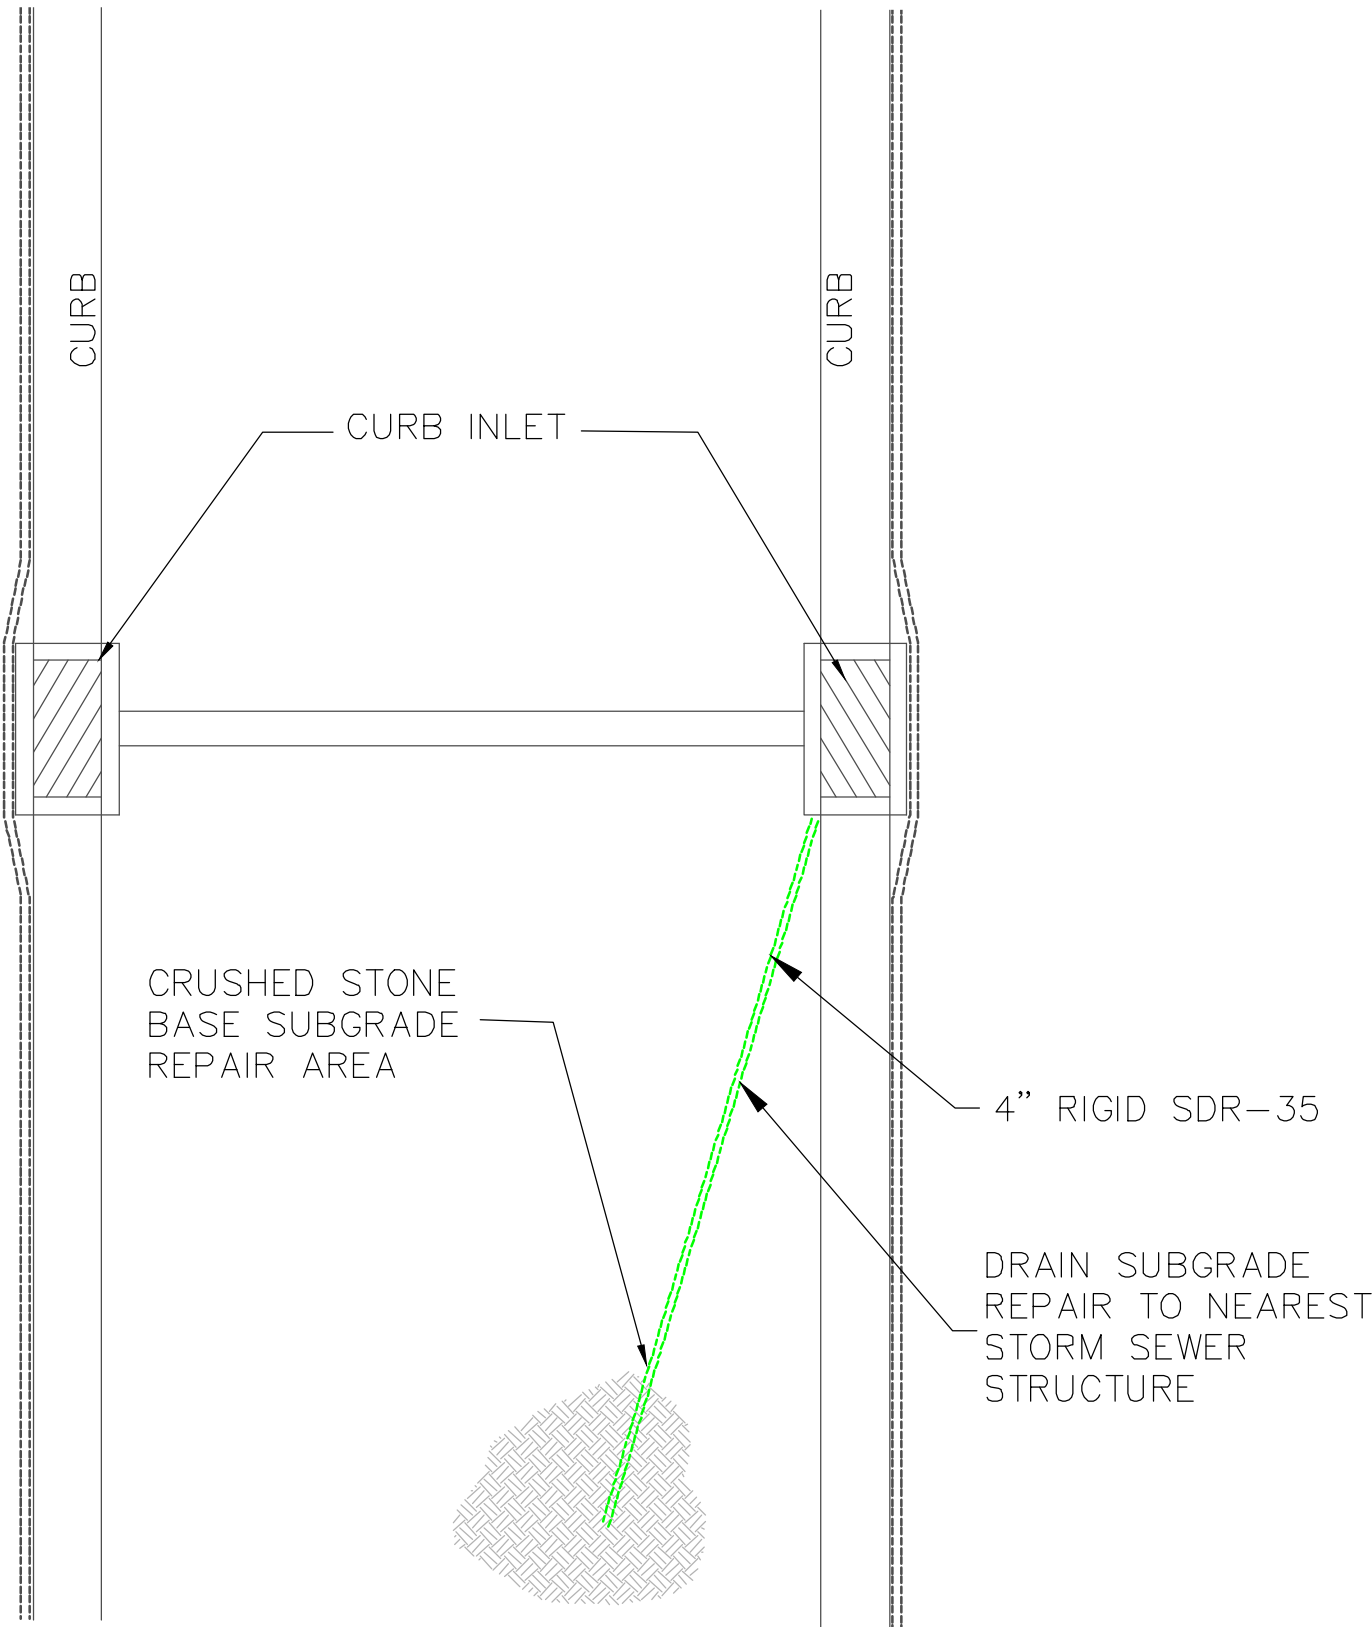 CURB
CURB
CURB INLET
CRUSHED STONE
BASE SUBGRADE
REPAIR AREA
4” RIGID SDR-35
DRAIN SUBGRADE
REPAIR TO NEAREST
STORM SEWER
STRUCTURE